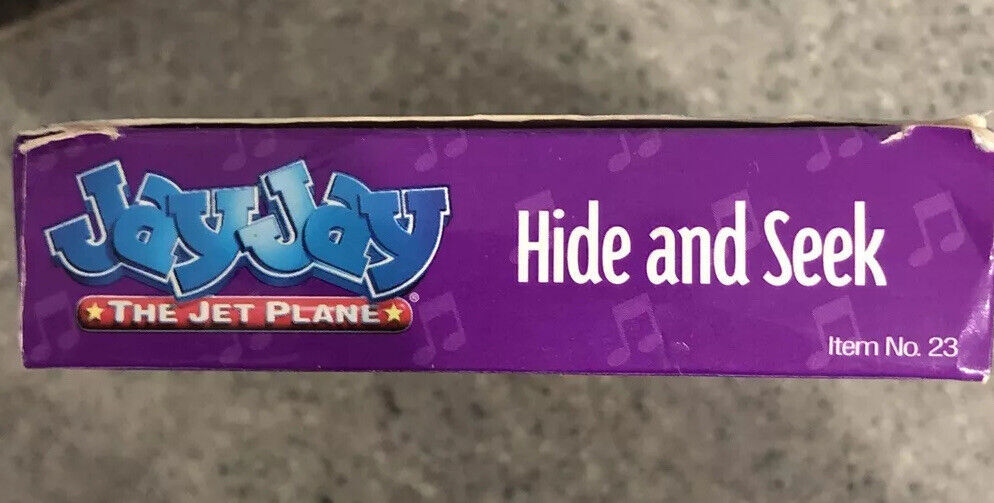 JayJay
THE JET PLANE®
Hide and Seek
Item No. 23